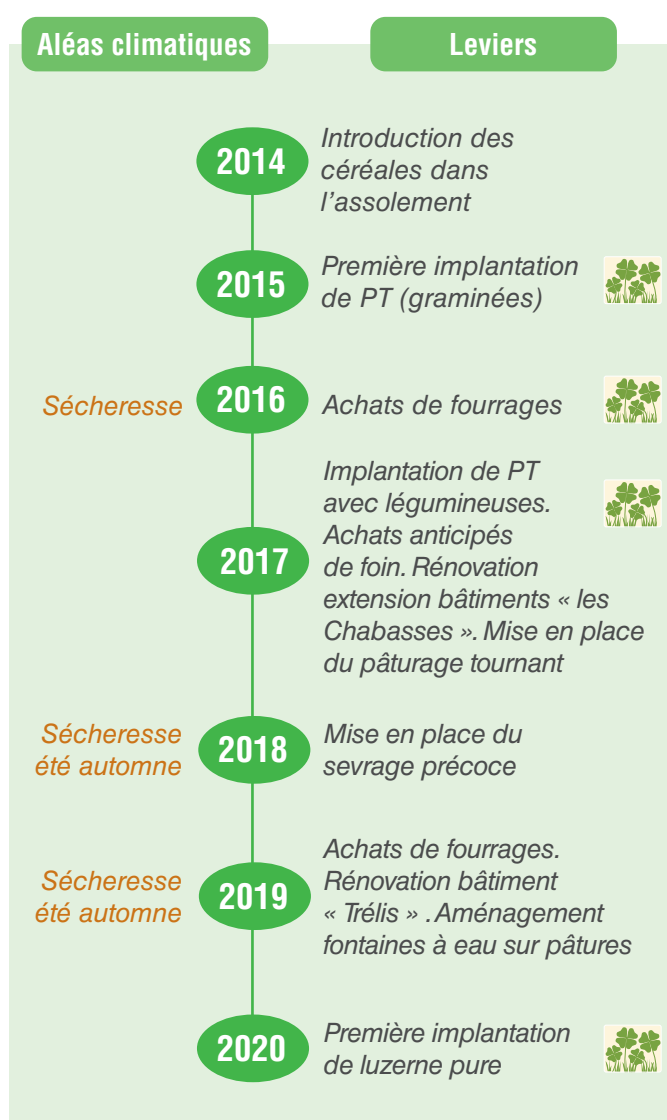 Aléas climatiques
Leviers
2014
Introduction des
céréales dans
l'assolement
2015
Première implantation
de PT (graminées)
Sécheresse
2016
Achats de fourrages
2017
Implantation de PT
avec légumineuses.
Achats anticipés
de foin. Rénovation
extension bâtiments « les
Chabasses ». Mise en place
du pâturage tournant
Sécheresse
été automne
2018
Mise en place du
sevrage précoce
Sécheresse
été automne
2019
Achats de fourrages.
Rénovation bâtiment
« Trélis » . Aménagement
fontaines à eau sur pâtures
2020
Première implantation
de luzerne pure